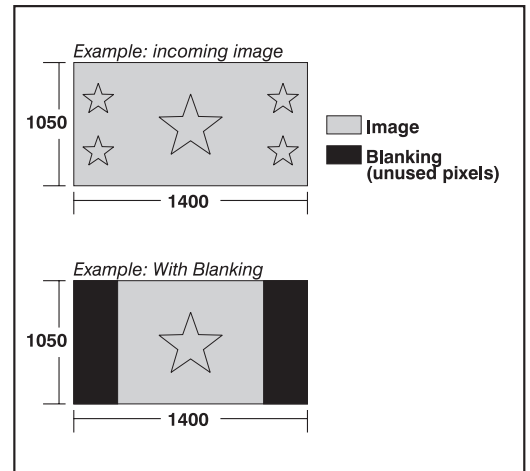 Example: incoming image
1050
Image
Blanking
(unused pixels)
1400
Example: With Blanking
1050
1400